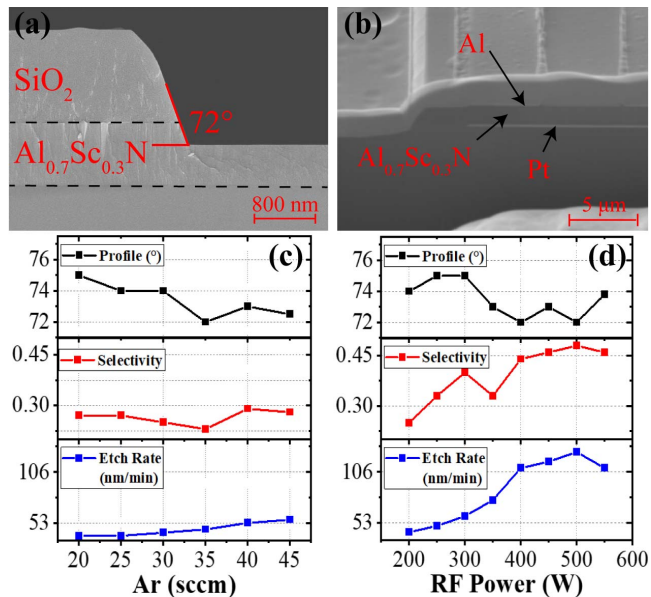 (a)
SiO₂
72°
Al₀.₇Sc₀.₃N
800 nm
(b)
Al
Al₀.₇Sc₀.₃N
Pt
5 μm
(c)
Profile (°)
76
74
72
Selectivity
0.45
0.30
Etch Rate
(nm/min)
106
53
20 25 30 35 40 45
Ar (sccm)
(d)
Profile (°)
76
74
72
Selectivity
0.45
0.30
Etch Rate
(nm/min)
106
53
200 300 400 500 600
RF Power (W)